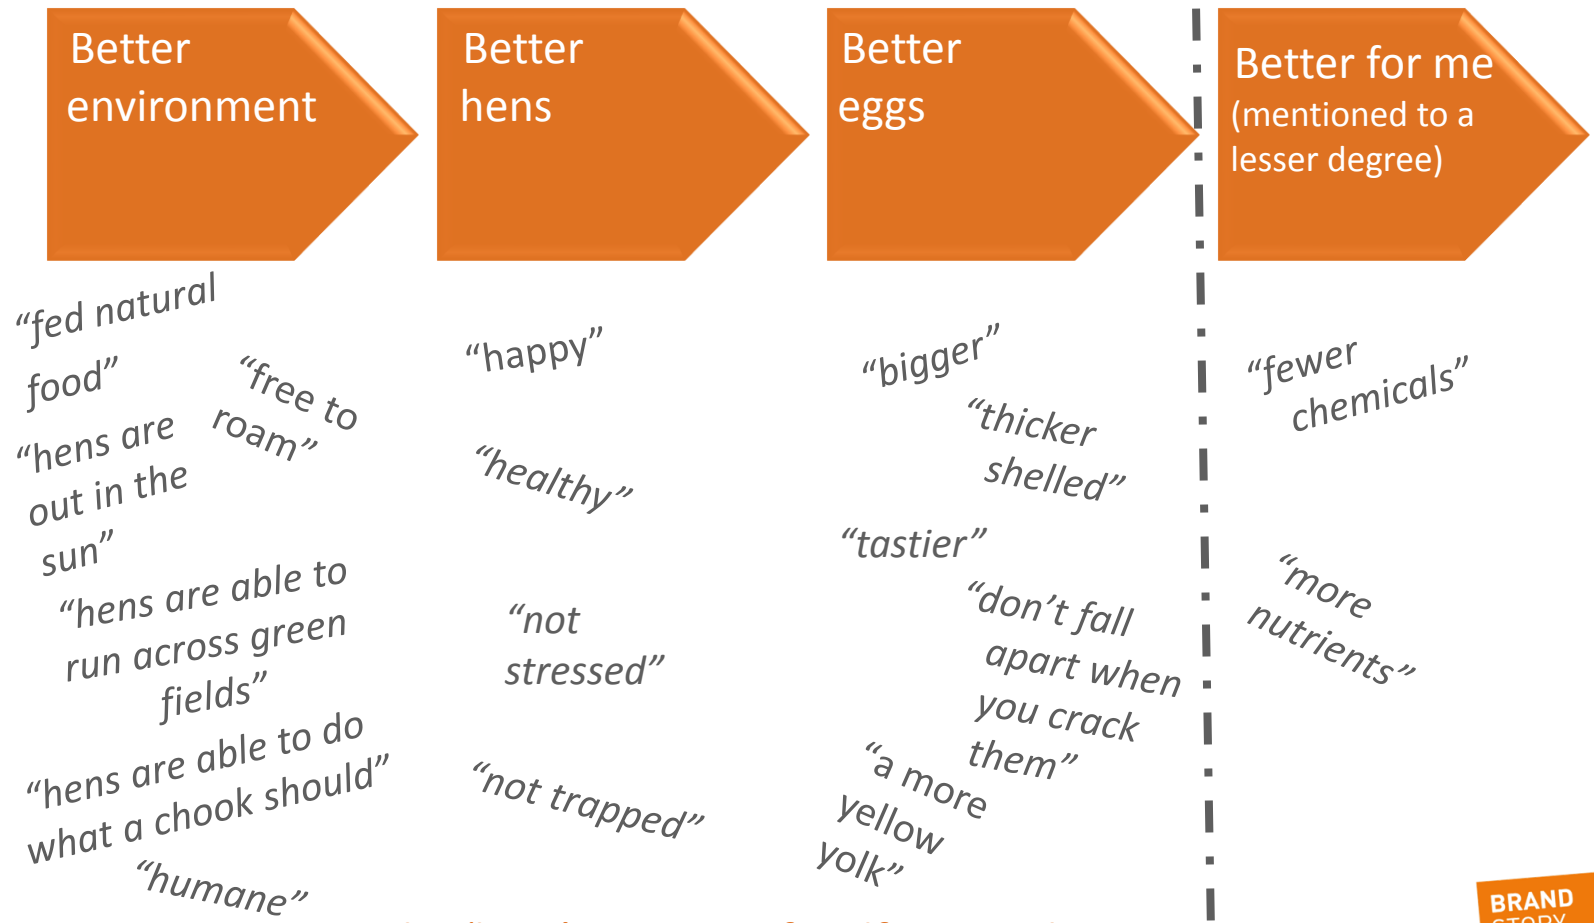 Better
environment
Better
hens
Better
eggs
Better for me
(mentioned to a
lesser degree)
“fed natural
food”
“free to
roam”
“hens are
out in the
sun”
“hens are able to
run across green
fields”
“hens are able to do
what a chook should”
“humane”
“happy”
“healthy”
“not
stressed”
“not trapped”
“bigger”
“thicker
shelled”
“tastier”
“don’t fall
apart when
you crack
them”
“a more
yellow
yolk”
“fewer
chemicals”
“more
nutrients”
BRAND
STORY